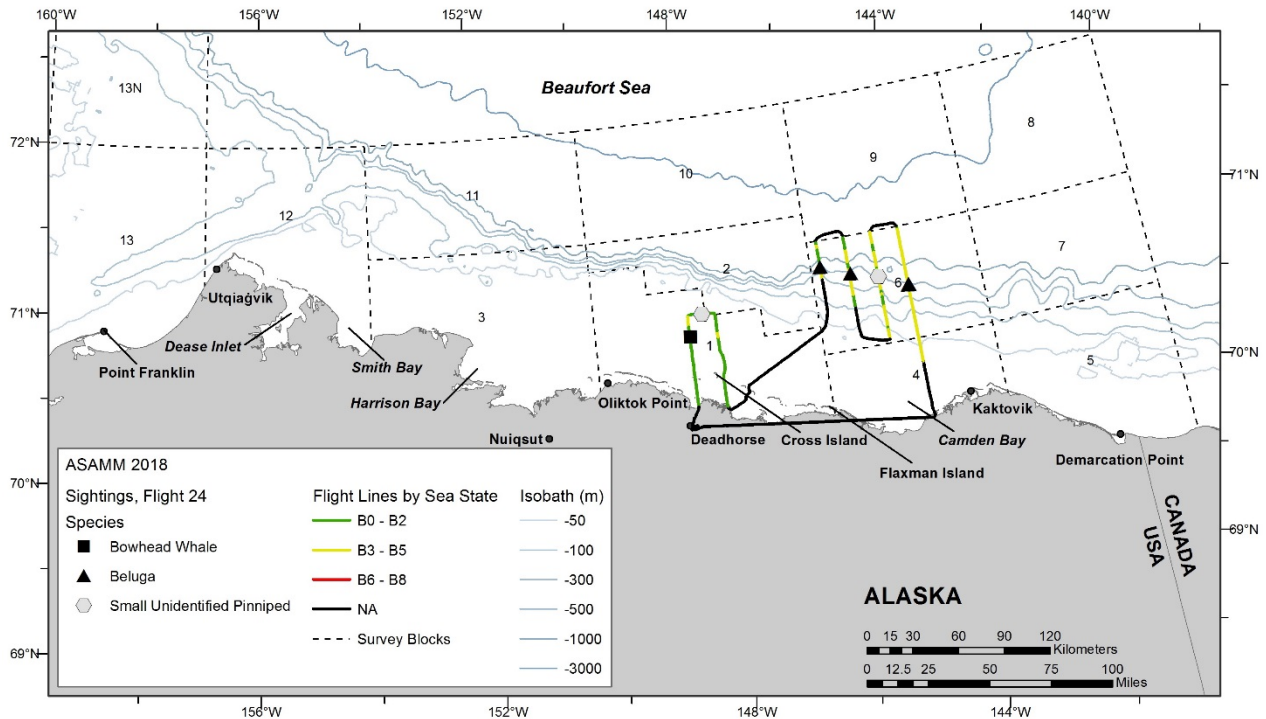 160°W 156°W 152°W 148°W 144°W 140°W
72°N
71°N
70°N
69°N
71°N
70°N
69°N
Beaufort Sea
13N
8
9
10
11
12
13
7
2
6
3
1
5
4
Utqiaġvik
Dease Inlet
Point Franklin
Smith Bay
Harrison Bay
Oliktok Point
Nuiqsut
Deadhorse
Cross Island
Flaxman Island
Kaktovik
Camden Bay
Demarcation Point
CANADA
USA
ALASKA
ASAMM 2018
Sightings, Flight 24
Species
Bowhead Whale
Beluga
Small Unidentified Pinniped
Flight Lines by Sea State
B0 - B2
B3 - B5
B6 - B8
NA
Survey Blocks
Isobath (m)
-50
-100
-300
-500
-1000
-3000
0 15 30 60 90 120
Kilometers
0 12.5 25 50 75 100
Miles
156°W 152°W 148°W 144°W